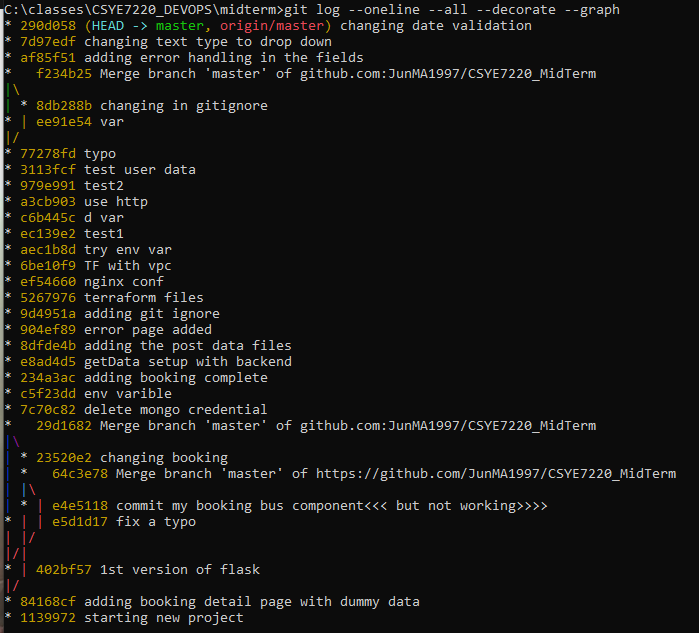 C:\classes\CSYE7220_DEVOPS\midterm>git log --oneline --all --decorate --graph
* 290d058 (HEAD -> master, origin/master) changing date validation
* 7d97edf changing text type to drop down
* af85f51 adding error handling in the fields
*   f234b25 Merge branch 'master' of github.com:JunMA1997/CSYE7220_MidTerm
|\
| * 8db288b changing in gitignore
* | ee91e54 var
|/
* 77278fd typo
* 3113fcf test user data
* 979e991 test2
* a3cb903 use http
* c6b445c d var
* ec139e2 test1
* aec1b8d try env var
* 6be10f9 TF with vpc
* ef54660 nginx conf
* 5267976 terraform files
* 9d4951a adding git ignore
* 904ef89 error page added
* 8dfde4b adding the post data files
* e8ad4d5 getData setup with backend
* 234a3ac adding booking complete
* c5f23dd env varible
* 7c70c82 delete mongo credential
*   29d1682 Merge branch 'master' of github.com:JunMA1997/CSYE7220_MidTerm
|\
| * 23520e2 changing booking
| *   64c3e78 Merge branch 'master' of https://github.com/JunMA1997/CSYE7220_MidTerm
| |\
| * | e4e5118 commit my booking bus component<<< but not working>>>>
* | | e5d1d17 fix a typo
| |/
|/|
* | 402bf57 1st version of flask
|/
* 84168cf adding booking detail page with dummy data
* 1139972 starting new project